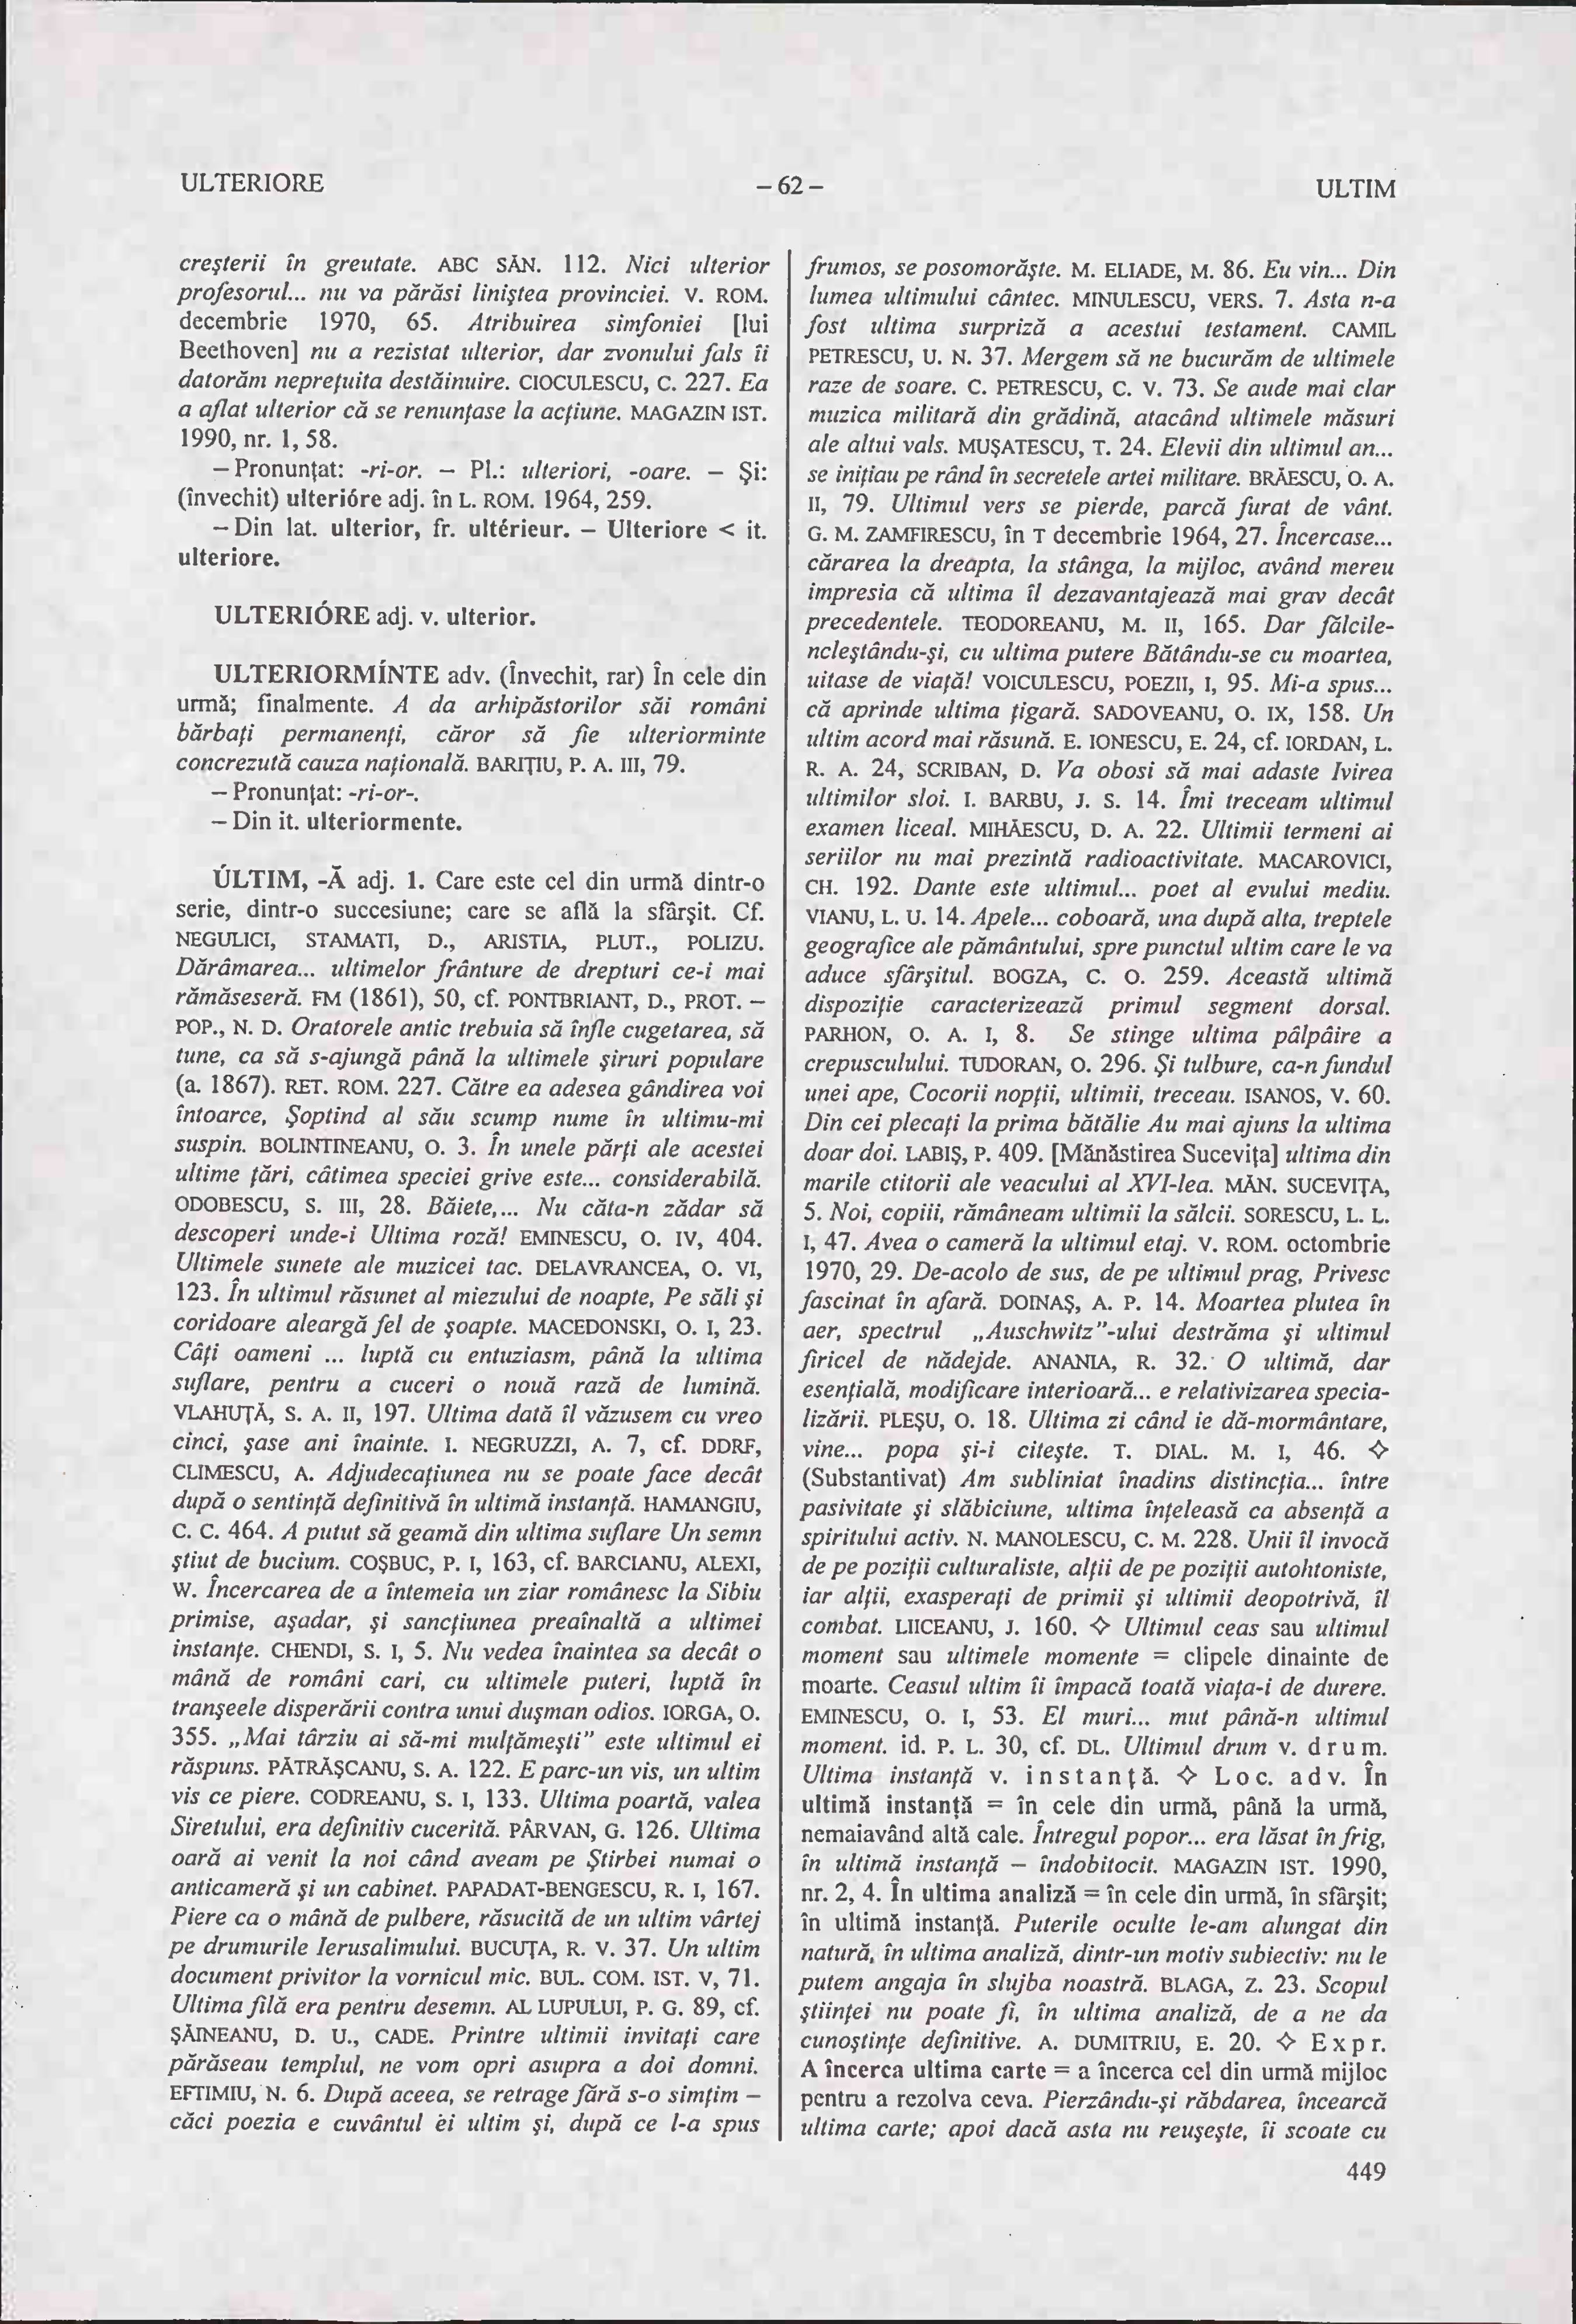 ULTERIORE
– 62 –
ULTIM
creşterii în greutate. ABC SĂN. 112. Nici ulterior
profesorul... nu va părăsi liniştea provinciei. V. ROM.
decembrie 1970, 65. Atribuirea simfoniei [lui
Beethoven] nu a rezistat ulterior, dar zvonului fals îi
datorăm nepreţuita destăinuire. CIOCULESCU, C. 227. Ea
a aflat ulterior că se renunţase la acţiune. MAGAZIN IST.
1990, nr. 1, 58.
– Pronunţat: -ri-or. – Pl.: ulteriori, -oare. – Şi:
(învechit) ulterióre adj. în L. ROM. 1964, 259.
– Din lat. ulterior, fr. ultérieur. – Ulteriore < it.
ulteriore.
ULTERIÓRE adj. v. ulterior.
ULTERIORMÍNTE adv. (Învechit, rar) În cele din
urmă; finalmente. A da arhipăstorilor săi români
bărbaţi permanenţi, căror să fie ulteriorminte
concrezută cauza naţională. BARIŢIU, P. A. III, 79.
– Pronunţat: -ri-or-.
– Din it. ulteriormente.
ÚLTIM, -Ă adj. 1. Care este cel din urmă dintr-o
serie, dintr-o succesiune; care se află la sfârşit. Cf.
NEGULICI, STAMATI, D., ARISTIA, PLUT., POLIZU.
Dărâmarea... ultimelor frânture de drepturi ce-i mai
rămăseseră. FM (1861), 50, cf. PONTBRIANT, D., PROT. –
POP., N. D. Oratorele antic trebuia să înfle cugetarea, să
tune, ca să s-ajungă până la ultimele şiruri populare
(a. 1867). RET. ROM. 227. Către ea adesea gândirea voi
întoarce, Şoptind al său scump nume în ultimu-mi
suspin. BOLINTINEANU, O. 3. În unele părţi ale acestei
ultime ţări, câtimea speciei grive este... considerabilă.
ODOBESCU, S. III, 28. Băiete,... Nu căta-n zădar să
descoperi unde-i Ultima roză! EMINESCU, O. IV, 404.
Ultimele sunete ale muzicei tac. DELAVRANCEA, O. VI,
123. În ultimul răsunet al miezului de noapte, Pe săli şi
coridoare aleargă fel de şoapte. MACEDONSKI, O. I, 23.
Câţi oameni ... luptă cu entuziasm, până la ultima
suflare, pentru a cuceri o nouă rază de lumină.
VLAHUŢĂ, S. A. II, 197. Ultima dată îl văzusem cu vreo
cinci, şase ani înainte. I. NEGRUZZI, A. 7, cf. DDRF,
CLIMESCU, A. Adjudecaţiunea nu se poate face decât
după o sentinţă definitivă în ultimă instanţă. HAMANGIU,
C. C. 464. A putut să geamă din ultima suflare Un semn
ştiut de bucium. COŞBUC, P. I, 163, cf. BARCIANU, ALEXI,
W. Încercarea de a întemeia un ziar românesc la Sibiu
primise, aşadar, şi sancţiunea preaînaltă a ultimei
instanţe. CHENDI, S. I, 5. Nu vedea înaintea sa decât o
mână de români cari, cu ultimele puteri, luptă în
tranşeele disperării contra unui duşman odios. IORGA, O.
355. „Mai târziu ai să-mi mulţămeşti” este ultimul ei
răspuns. PĂTRĂŞCANU, S. A. 122. E parc-un vis, un ultim
vis ce piere. CODREANU, S. I, 133. Ultima poartă, valea
Siretului, era definitiv cucerită. PÂRVAN, G. 126. Ultima
oară ai venit la noi când aveam pe Ştirbei numai o
anticameră şi un cabinet. PAPADAT-BENGESCU, R. I, 167.
Piere ca o mână de pulbere, răsucită de un ultim vârtej
pe drumurile Ierusalimului. BUCUŢA, R. V. 37. Un ultim
document privitor la vornicul mic. BUL. COM. IST. V, 71.
Ultima filă era pentru desemn. AL LUPULUI, P. G. 89, cf.
ŞĂINEANU, D. U., CADE. Printre ultimii invitaţi care
părăseau templul, ne vom opri asupra a doi domni.
EFTIMIU, N. 6. După aceea, se retrage fără s-o simţim –
căci poezia e cuvântul ei ultim şi, după ce l-a spus
frumos, se posomorăşte. M. ELIADE, M. 86. Eu vin... Din
lumea ultimului cântec. MINULESCU, VERS. 7. Asta n-a
fost ultima surpriză a acestui testament. CAMIL
PETRESCU, U. N. 37. Mergem să ne bucurăm de ultimele
raze de soare. C. PETRESCU, C. V. 73. Se aude mai clar
muzica militară din grădină, atacând ultimele măsuri
ale altui vals. MUŞATESCU, T. 24. Elevii din ultimul an...
se iniţiau pe rând în secretele artei militare. BRĂESCU, O. A.
II, 79. Ultimul vers se pierde, parcă furat de vânt.
G. M. ZAMFIRESCU, în T decembrie 1964, 27. Încercase...
cărarea la dreapta, la stânga, la mijloc, având mereu
impresia că ultima îl dezavantajează mai grav decât
precedentele. TEODOREANU, M. II, 165. Dar fălcile-
ncleştându-şi, cu ultima putere Bătându-se cu moartea,
uitase de viaţă! VOICULESCU, POEZII, I, 95. Mi-a spus...
că aprinde ultima ţigară. SADOVEANU, O. IX, 158. Un
ultim acord mai răsună. E. IONESCU, E. 24, cf. IORDAN, L.
R. A. 24, SCRIBAN, D. Va obosi să mai adaste Ivirea
ultimilor sloi. I. BARBU, J. S. 14. Îmi treceam ultimul
examen liceal. MIHĂESCU, D. A. 22. Ultimii termeni ai
seriilor nu mai prezintă radioactivitate. MACAROVICI,
CH. 192. Dante este ultimul... poet al evului mediu.
VIANU, L. U. 14. Apele... coboară, una după alta, treptele
geografice ale pământului, spre punctul ultim care le va
aduce sfârşitul. BOGZA, C. O. 259. Această ultimă
dispoziţie caracterizează primul segment dorsal.
PARHON, O. A. I, 8. Se stinge ultima pâlpâire a
crepusculului. TUDORAN, O. 296. Şi tulbure, ca-n fundul
unei ape, Cocorii nopţii, ultimii, treceau. ISANOS, V. 60.
Din cei plecaţi la prima bătălie Au mai ajuns la ultima
doar doi. LABIŞ, P. 409. [Mănăstirea Suceviţa] ultima din
marile ctitorii ale veacului al XVI-lea. MĂN. SUCEVIŢA,
5. Noi, copiii, rămâneam ultimii la sălcii. SORESCU, L. L.
I, 47. Avea o cameră la ultimul etaj. V. ROM. octombrie
1970, 29. De-acolo de sus, de pe ultimul prag, Privesc
fascinat în afară. DOINAŞ, A. P. 14. Moartea plutea în
aer, spectrul „Auschwitz”-ului destrăma şi ultimul
firicel de nădejde. ANANIA, R. 32. O ultimă, dar
esenţială, modificare interioară... e relativizarea specia-
lizării. PLEŞU, O. 18. Ultima zi când ie dă-mormântare,
vine... popa şi-i citeşte. T. DIAL. M. I, 46. ◇
(Substantivat) Am subliniat înadins distincţia... între
pasivitate şi slăbiciune, ultima înţeleasă ca absenţă a
spiritului activ. N. MANOLESCU, C. M. 228. Unii îl invocă
de pe poziţii culturaliste, alţii de pe poziţii autohtoniste,
iar alţii, exasperaţi de primii şi ultimii deopotrivă, îl
combat. LIICEANU, J. 160. ◇ Ultimul ceas sau ultimul
moment sau ultimele momente = clipele dinainte de
moarte. Ceasul ultim îi împacă toată viaţa-i de durere.
EMINESCU, O. I, 53. El muri... mut până-n ultimul
moment. id. P. L. 30, cf. DL. Ultimul drum v. d r u m.
Ultima instanţă v. i n s t a n ţ ă. ◇ L o c. a d v. În
ultimă instanţă = în cele din urmă, până la urmă,
nemaiavând altă cale. Întregul popor... era lăsat în frig,
în ultimă instanţă – îndobitocit. MAGAZIN IST. 1990,
nr. 2, 4. În ultima analiză = în cele din urmă, în sfârşit;
în ultimă instanţă. Puterile oculte le-am alungat din
natură, în ultima analiză, dintr-un motiv subiectiv: nu le
putem angaja în slujba noastră. BLAGA, Z. 23. Scopul
ştiinţei nu poate fi, în ultima analiză, de a ne da
cunoştinţe definitive. A. DUMITRIU, E. 20. ◇ E x p r.
A încerca ultima carte = a încerca cel din urmă mijloc
pentru a rezolva ceva. Pierzându-şi răbdarea, încearcă
ultima carte; apoi dacă asta nu reuşeşte, îi scoate cu
449